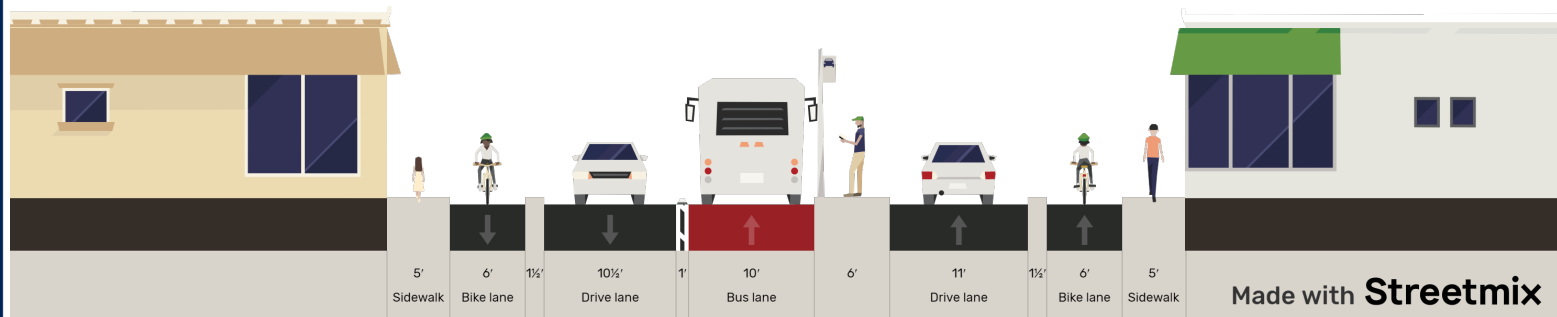 5′ 6′ 1½′ 10½′ 1′ 10′ 6′ 11′ 1½′ 6′ 5′
Sidewalk Bike lane Drive lane Bus lane Drive lane Bike lane Sidewalk
Made with Streetmix